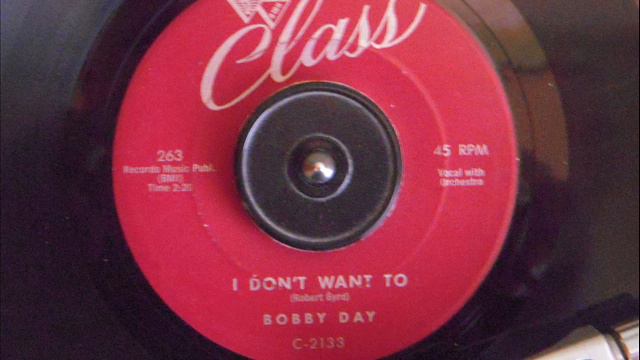 Class
263
Records Music Publ.
(BMI)
Time 2:20
45 RPM
Vocal with
Orchestra
I DON'T WANT TO
(Robert Byrd)
BOBBY DAY
C-2133